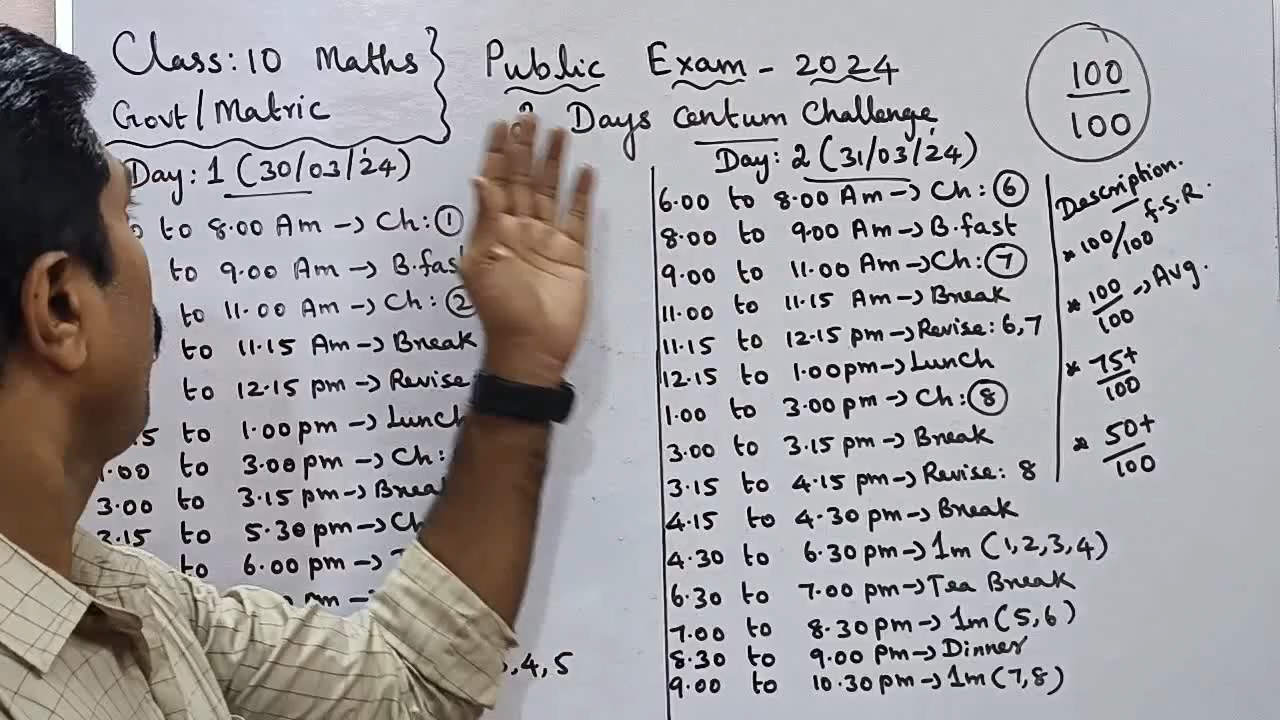 Class: 10 Maths
Govt/Matric
Public Exam - 2024
Days centum Challenge
100/100
Day: 1 (30/03/'24)
to 8.00 Am → Ch: ①
to 9.00 Am → B.fast
to 11.00 Am → Ch: ②
to 11.15 Am → Break
to 12.15 pm → Revise
to 1.00 pm → Lunch
.00 to 3.00 pm → Ch:
3.00 to 3.15 pm → Break
3.15 to 5.30 pm → Ch
to 6.00 pm →
, 4, 5
Day: 2 (31/03/'24)
6.00 to 8.00 Am → Ch: ⑥
8.00 to 9.00 Am → B.fast
9.00 to 11.00 Am → Ch: ⑦
11.00 to 11.15 Am → Break
11.15 to 12.15 pm → Revise: 6,7
12.15 to 1.00 pm → Lunch
1.00 to 3.00 pm → Ch: ⑧
3.00 to 3.15 pm → Break
3.15 to 4.15 pm → Revise: 8
4.15 to 4.30 pm → Break
4.30 to 6.30 pm → 1m (1,2,3,4)
6.30 to 7.00 pm → Tea Break
7.00 to 8.30 pm → 1m (5,6)
8.30 to 9.00 Pm → Dinner
9.00 to 10.30 pm → 1m (7,8)
Description.
* 100/100 f.S.R.
* 100/100 → Avg.
* 75+/100
* 50+/100